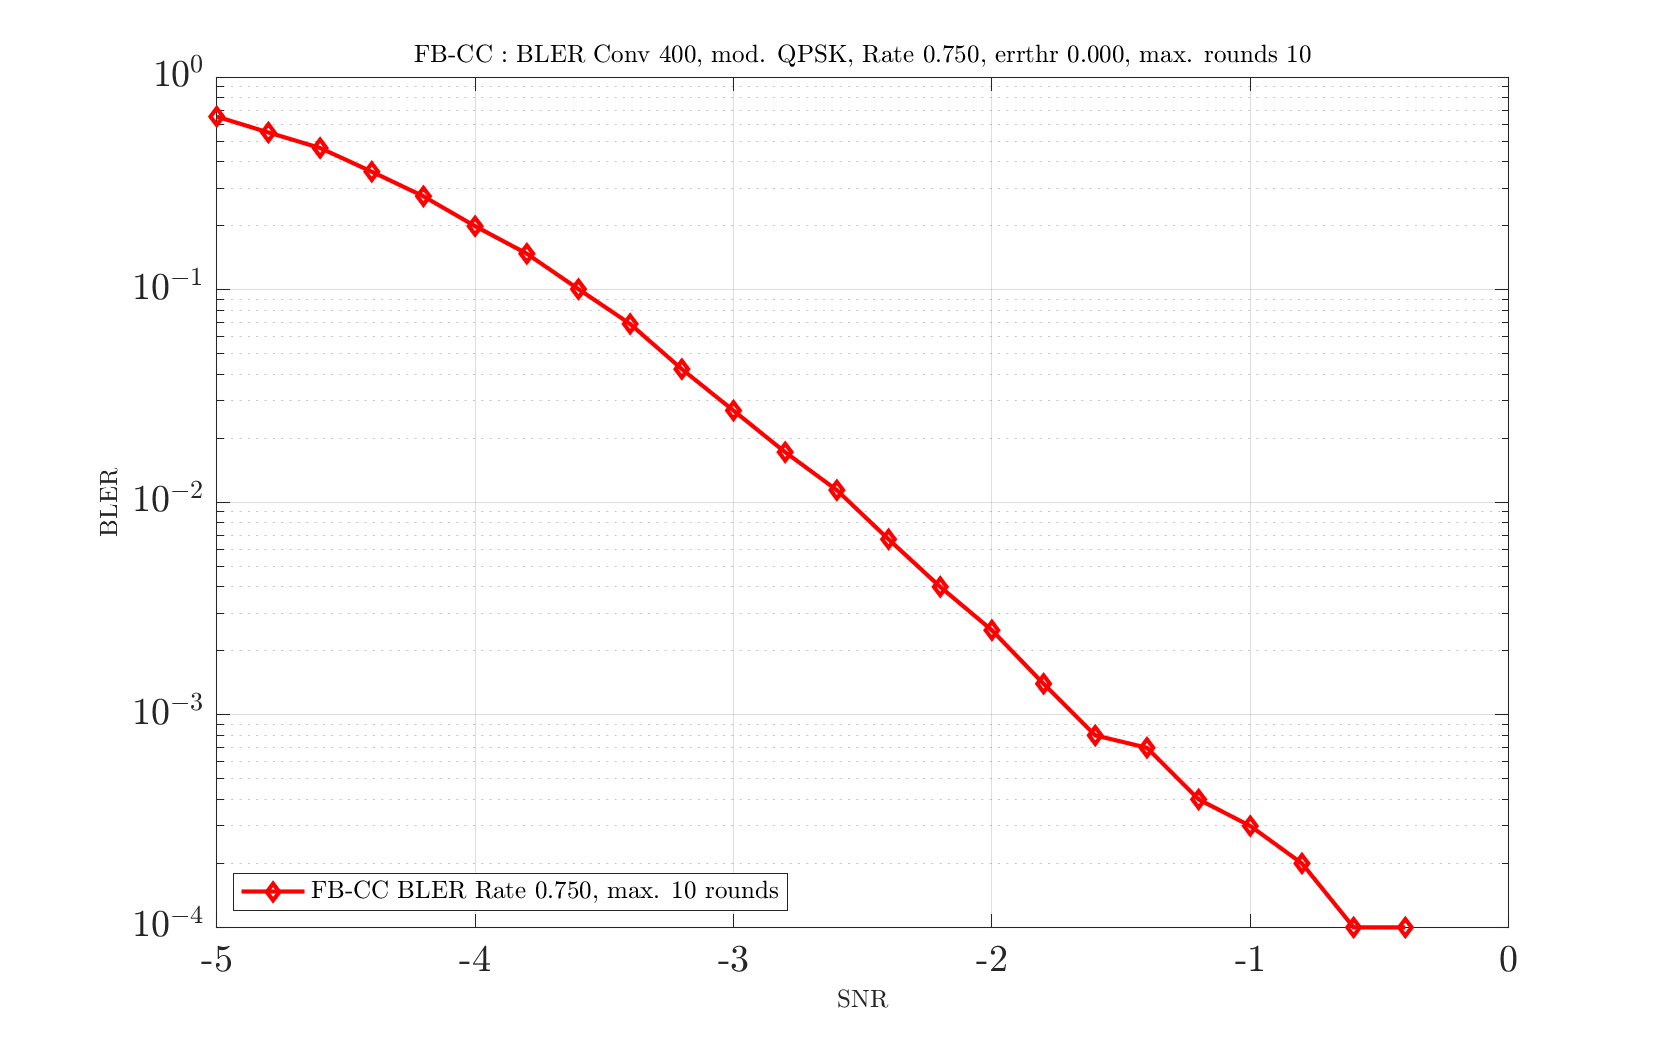 FB-CC : BLER Conv 400, mod. QPSK, Rate 0.750, errthr 0.000, max. rounds 10
10^0
10^-1
10^-2
10^-3
10^-4
BLER
FB-CC BLER Rate 0.750, max. 10 rounds
-5 -4 -3 -2 -1 0
SNR